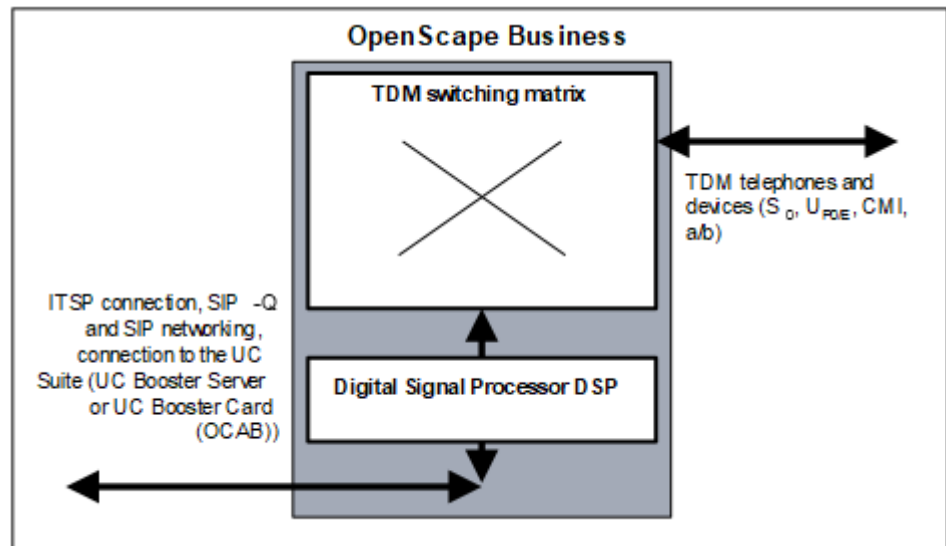 OpenScape Business
TDM switching matrix
TDM telephones and
devices (S 0, UP0/E, CMI,
a/b)
ITSP connection, SIP -Q
and SIP networking,
connection to the UC
Suite (UC Booster Server
or UC Booster Card
(OCAB))
Digital Signal Processor DSP